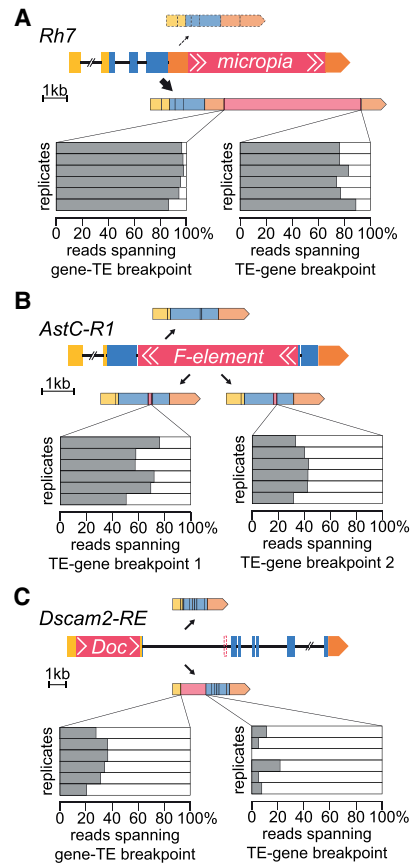 A
Rh7
micropia
1kb
replicates
0 20 40 60 80 100%
reads spanning
gene-TE breakpoint
replicates
0 20 40 60 80 100%
reads spanning
TE-gene breakpoint
B
AstC-R1
F-element
1kb
replicates
0 20 40 60 80 100%
reads spanning
TE-gene breakpoint 1
replicates
0 20 40 60 80 100%
reads spanning
TE-gene breakpoint 2
C
Dscam2-RE
Doc
1kb
replicates
0 20 40 60 80 100%
reads spanning
gene-TE breakpoint
replicates
0 20 40 60 80 100%
reads spanning
TE-gene breakpoint